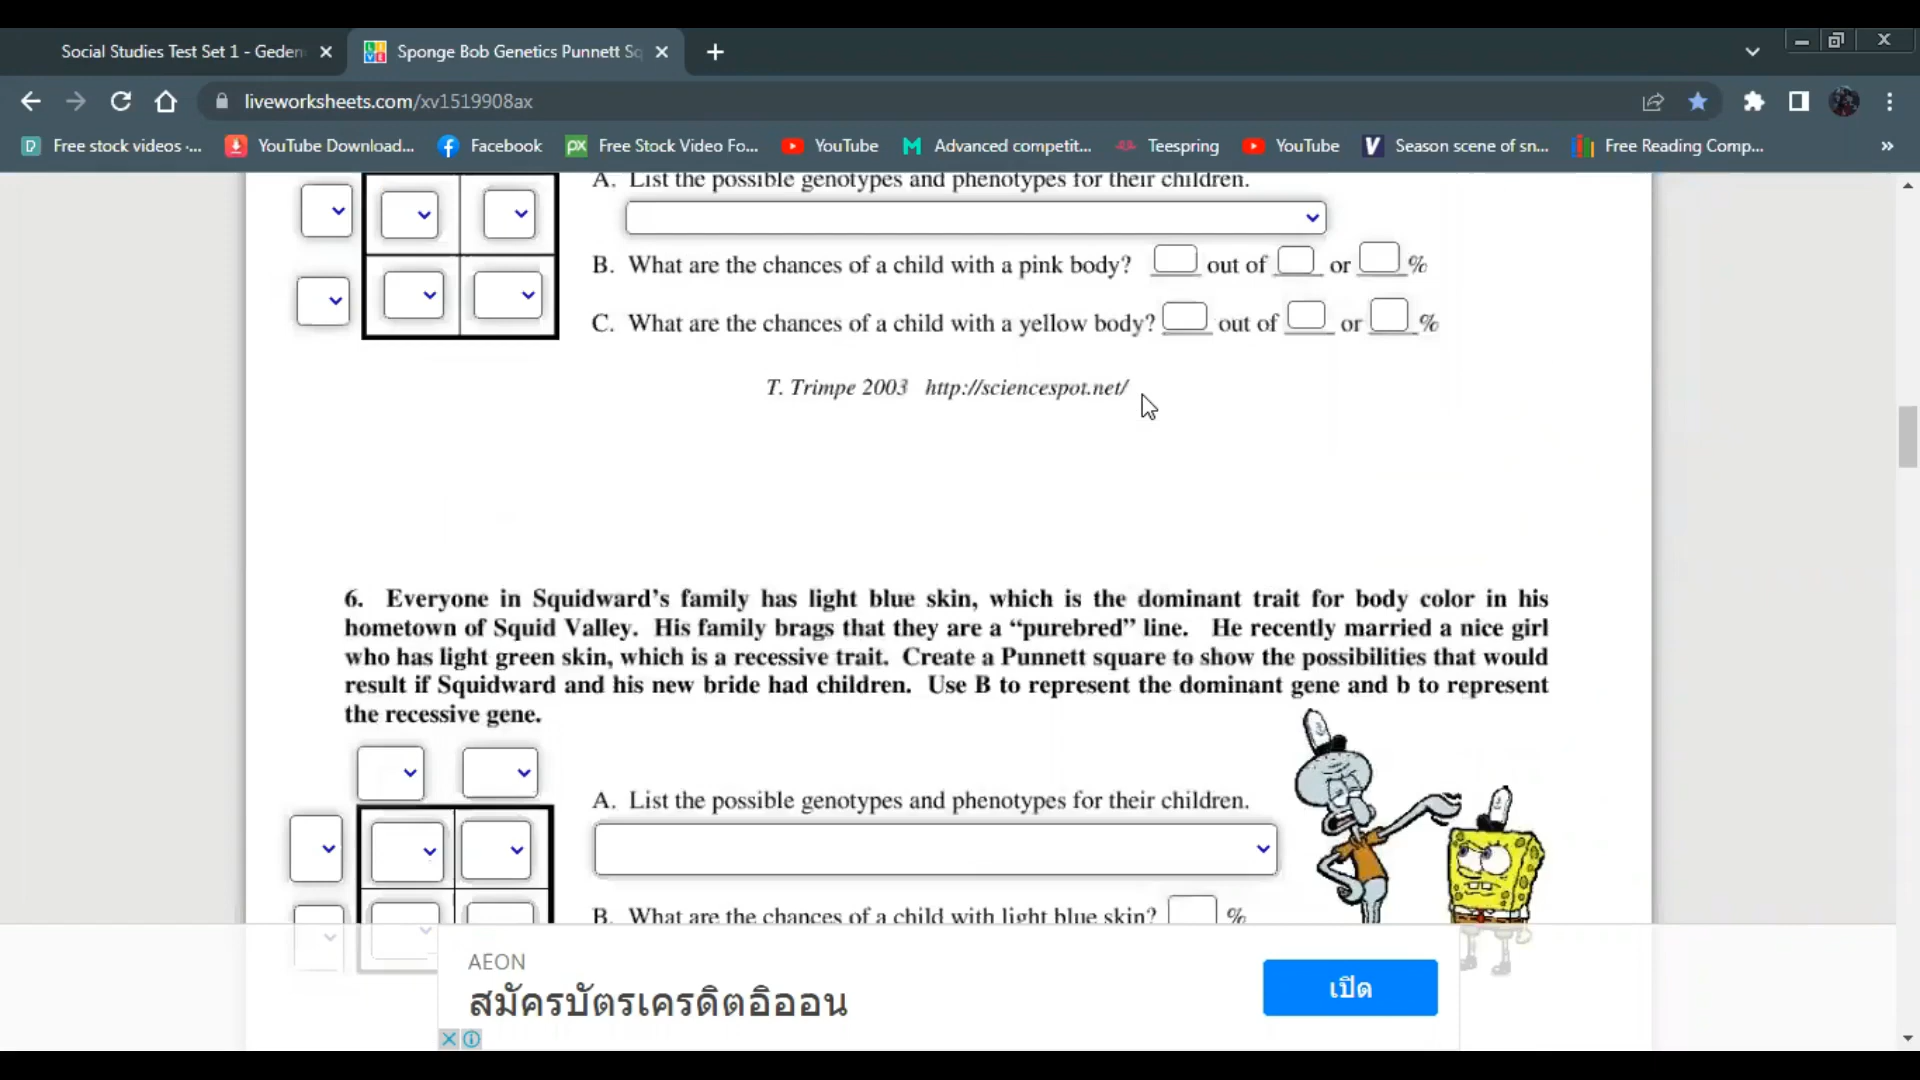 Social Studies Test Set 1 - Geden
Sponge Bob Genetics Punnett Sq
liveworksheets.com/xv1519908ax
Free stock videos ·...
YouTube Download...
Facebook
Free Stock Video Fo...
YouTube
Advanced competit...
Teespring
YouTube
Season scene of sn...
Free Reading Comp...
A. List the possible genotypes and phenotypes for their children.
B. What are the chances of a child with a pink body? out of or %
C. What are the chances of a child with a yellow body? out of or %
T. Trimpe 2003 http://sciencespot.net/
6. Everyone in Squidward's family has light blue skin, which is the dominant trait for body color in his
hometown of Squid Valley. His family brags that they are a “purebred” line. He recently married a nice girl
who has light green skin, which is a recessive trait. Create a Punnett square to show the possibilities that would
result if Squidward and his new bride had children. Use B to represent the dominant gene and b to represent
the recessive gene.
A. List the possible genotypes and phenotypes for their children.
B. What are the chances of a child with light blue skin? %
AEON
สมัครบัตรเครดิตอิออน
เปิด